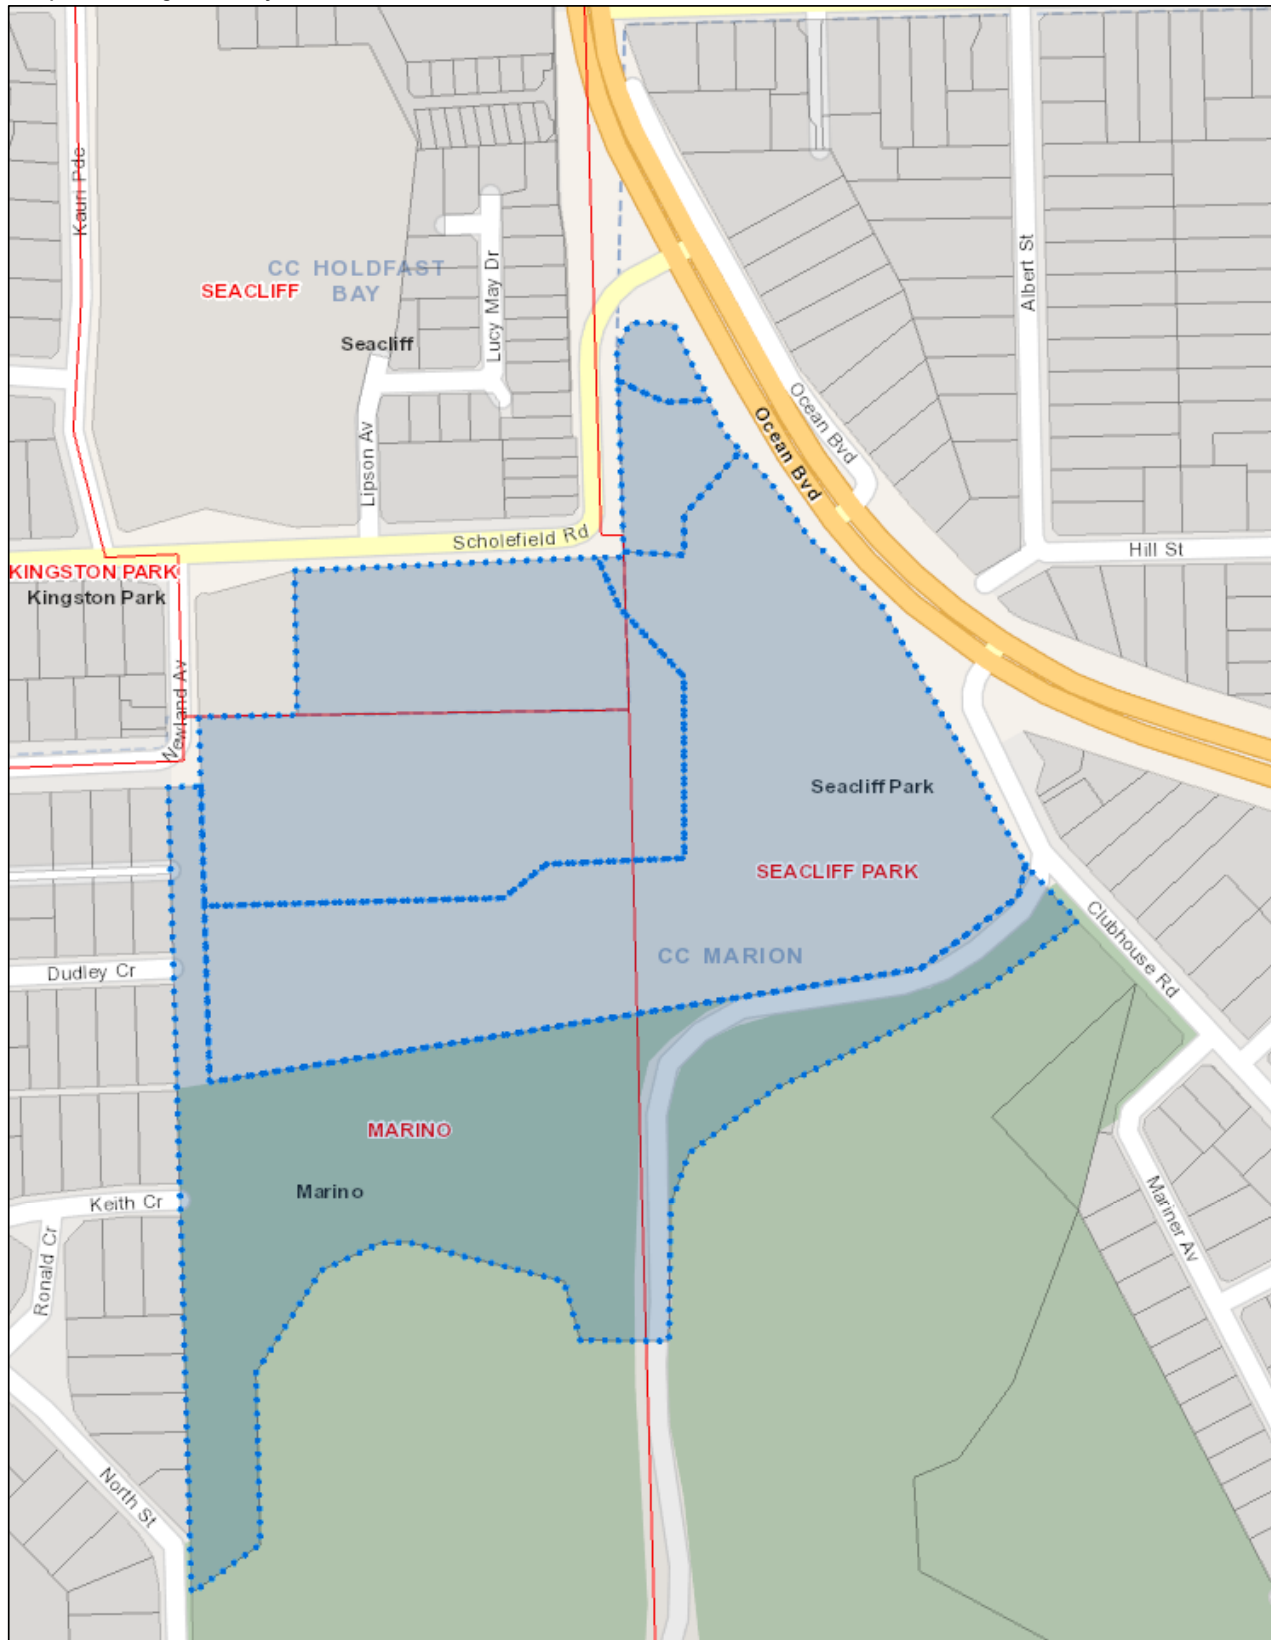 Kauri Pde
CC HOLDFAST
BAY
SEACLIFF
Seacliff
Lucy May Dr
Lipson Av
Albert St
Ocean Bvd
Ocean Bvd
Scholefield Rd
Hill St
KINGSTON PARK
Kingston Park
Newland Av
Seacliff Park
SEACLIFF PARK
CC MARION
Clubhouse Rd
Dudley Cr
MARINO
Marino
Keith Cr
Ronald Cr
Mariner Av
North St